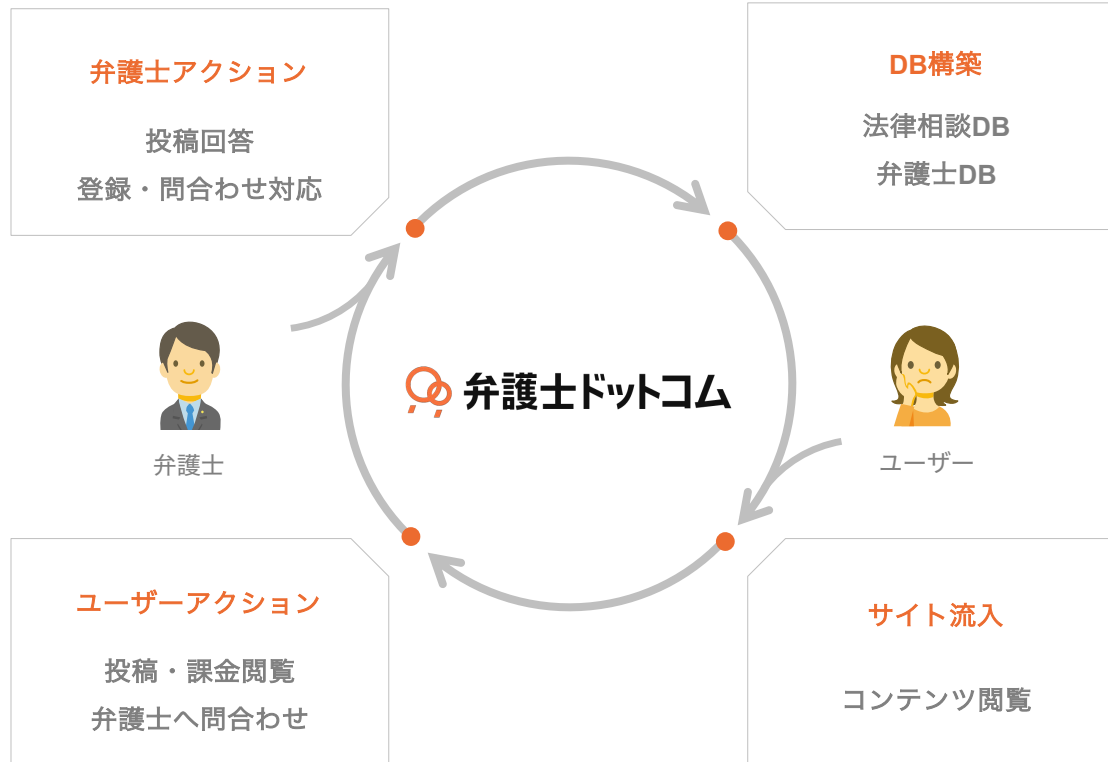 弁護士アクション
投稿回答
登録・問合わせ対応
DB構築
法律相談DB
弁護士DB
弁護士ドットコム
弁護士
ユーザー
ユーザーアクション
投稿・課金閲覧
弁護士へ問合わせ
サイト流入
コンテンツ閲覧